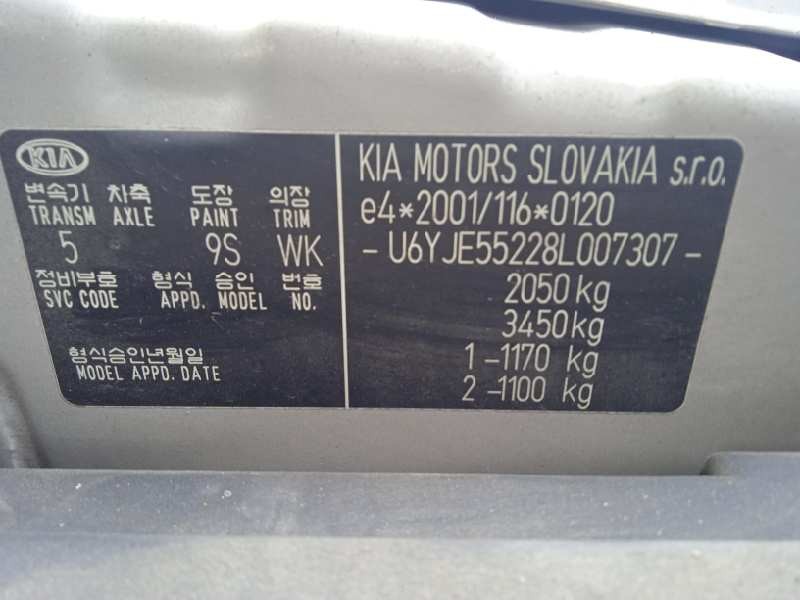 KIA
변속기 차축 도장 의장
TRANSM AXLE PAINT TRIM
5 9S WK
정비부호 형식 승인 번호
SVC CODE APPD. MODEL NO.
형식승인년월일
MODEL APPD. DATE
KIA MOTORS SLOVAKIA s.r.o.
e4*2001/116*0120
-U6YJE55228L007307-
2050 kg
3450 kg
1 -1170 kg
2 -1100 kg